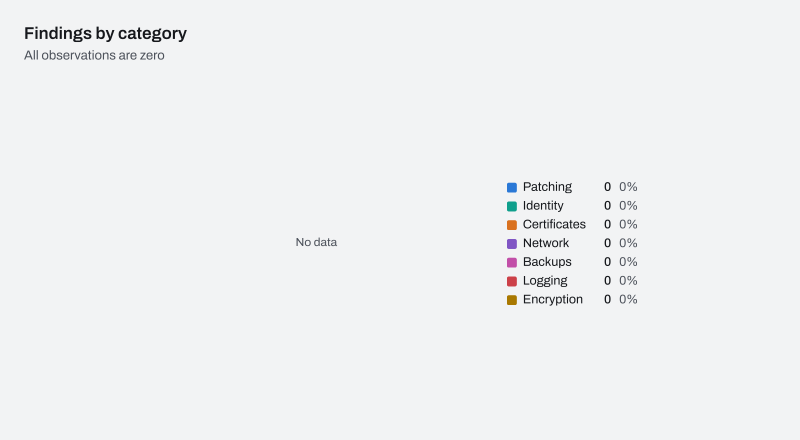 Findings by category
All observations are zero
No data
Patching 0 0%
Identity 0 0%
Certificates 0 0%
Network 0 0%
Backups 0 0%
Logging 0 0%
Encryption 0 0%